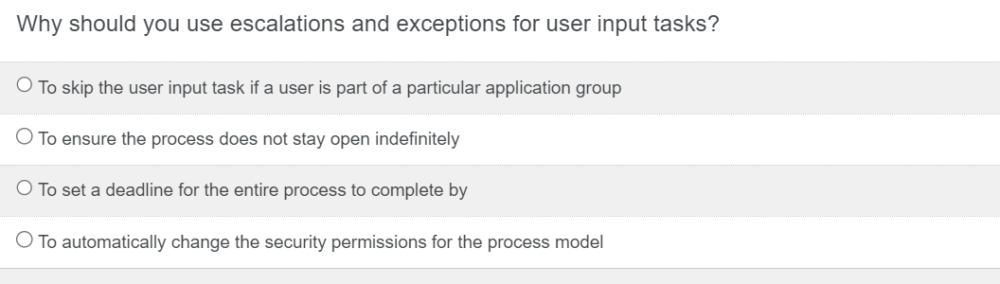 Why should you use escalations and exceptions for user input tasks?
To skip the user input task if a user is part of a particular application group
To ensure the process does not stay open indefinitely
To set a deadline for the entire process to complete by
To automatically change the security permissions for the process model